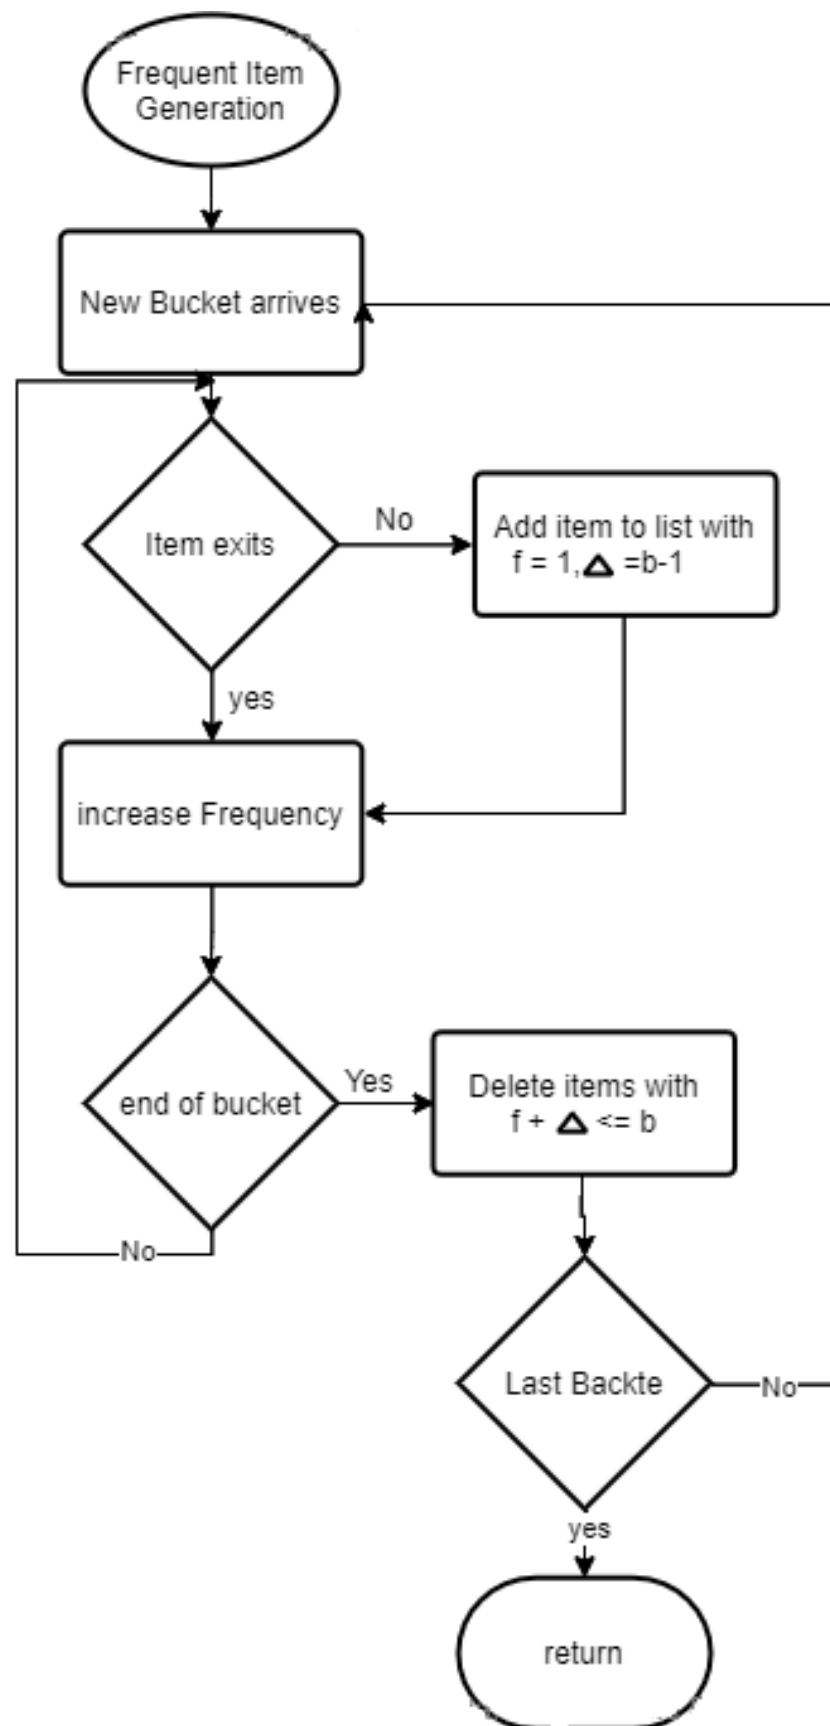 Frequent Item
Generation
New Bucket arrives
Item exits
No
Add item to list with
f = 1,△ =b-1
yes
increase Frequency
end of bucket
Yes
Delete items with
f + △ <= b
No
Last Backte
No
yes
return